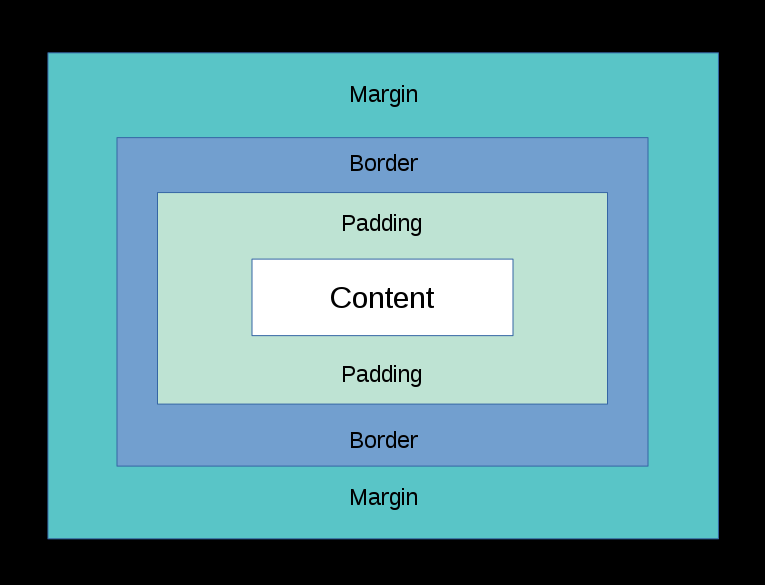 Margin
Border
Padding
Content
Padding
Border
Margin